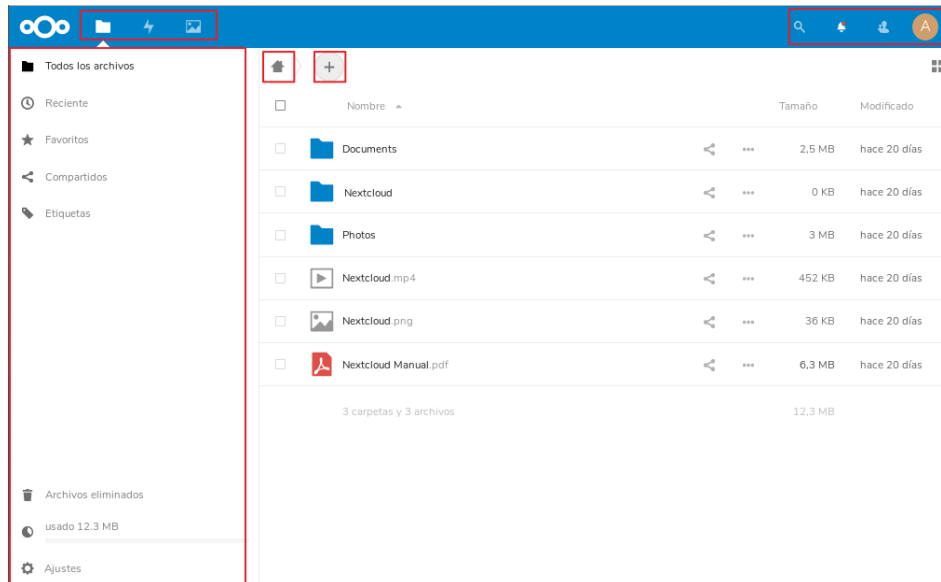 A
Todos los archivos
Reciente
Favoritos
Compartidos
Etiquetas
Archivos eliminados
usado 12.3 MB
Ajustes
+
Nombre Tamaño Modificado
Documents 2,5 MB hace 20 días
Nextcloud 0 KB hace 20 días
Photos 3 MB hace 20 días
Nextcloud.mp4 452 KB hace 20 días
Nextcloud.png 36 KB hace 20 días
Nextcloud Manual.pdf 6,3 MB hace 20 días
3 carpetas y 3 archivos 12,3 MB